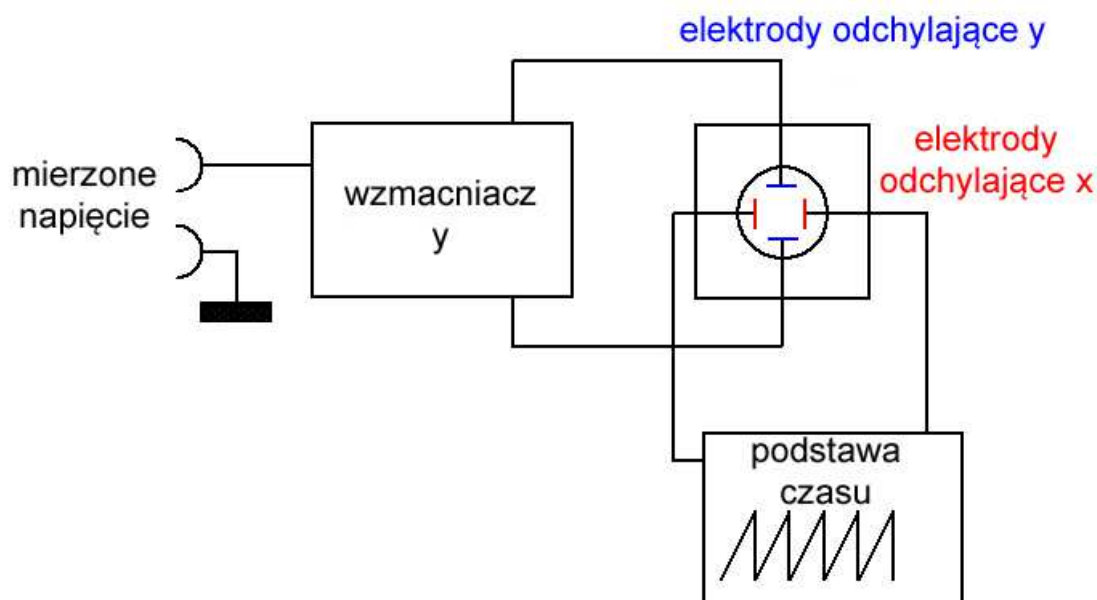 elektrody odchylające y
mierzone
napięcie
wzmacniacz
y
elektrody
odchylające x
podstawa
czasu